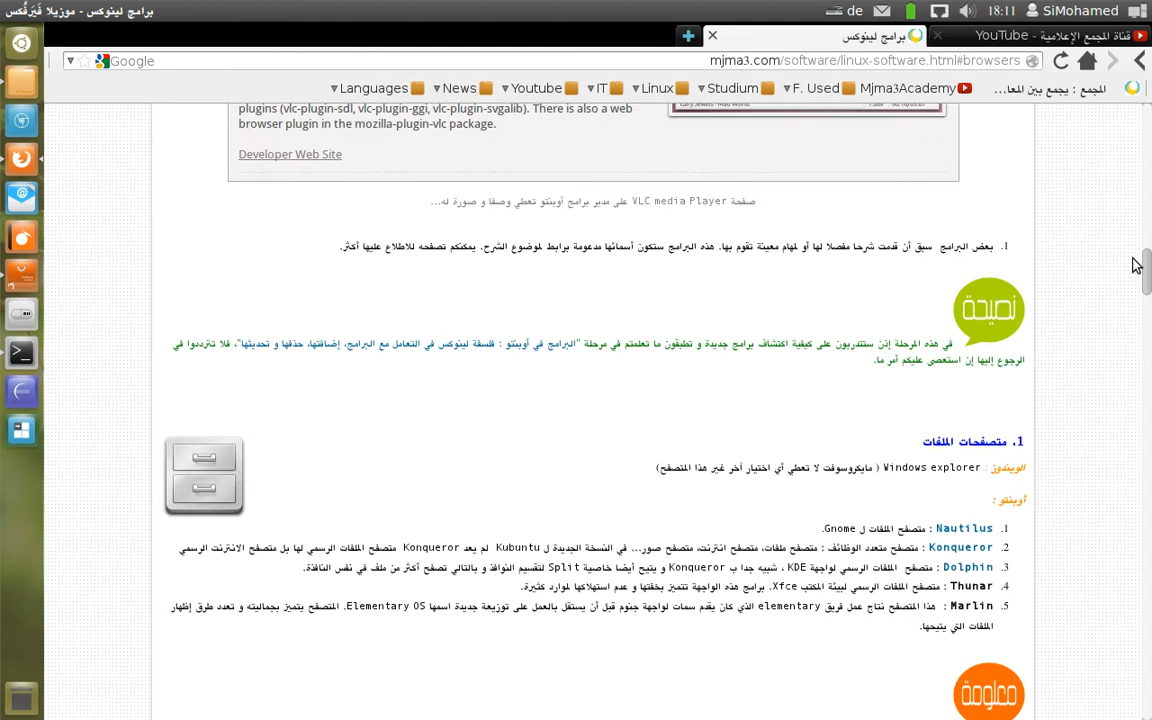 برامج لينوكس - موزيلا فَيَرفُكس
de
18:11
SiMohamed
برامج لينوكس
قناة المجمع الإعلامية - YouTube
Google
mjma3.com/software/linux-software.html#browsers
Languages
News
Youtube
IT
Linux
Studium
F. Used
Mjma3Academy
المجمع : يجمع بين المعا...
plugins (vlc-plugin-sdl, vlc-plugin-ggi, vlc-plugin-svgalib). There is also a web
browser plugin in the mozilla-plugin-vlc package.
Developer Web Site
صفحة VLC media Player على مدير برامج أوبنتو تعطي وصفا و صورة له...
1. بعض البرامج سبق أن قدمت شرحا مفصلا لها أو لمهام معينة تقوم بها. هذه البرامج ستكون أسمائها مدعومة برابط لموضوع الشرح. يمكنكم تصفحه للاطلاع عليها أكثر.
نصيحة
في هذه المرحلة إذن ستتدربون على كيفية اكتشاف برامج جديدة و تطبقون ما تعلمتم في مرحلة "البرامج في أوبنتو : فلسفة لينوكس في التعامل مع البرامج، إضافتها، حذفها و تحديثها"، فلا تترددوا في
الرجوع إليها إن استعصى عليكم أمر ما.
1. متصفحات الملفات
الويندوز : Windows explorer ( مايكروسوفت لا تعطي أي اختيار آخر غير هذا المتصفح)
أوبنتو :
1. Nautilus : متصفح الملفات ل Gnome.
2. Konqueror : متصفح متعدد الوظائف : متصفح ملفات، متصفح انترنت، متصفح صور... في النسخة الجديدة ل Kubuntu لم يعد Konqueror متصفح الملفات الرسمي لها بل متصفح الانترنت الرسمي
3. Dolphin : متصفح الملفات الرسمي لواجهة KDE ، شبيه جدا ب Konqueror و يتيح أيضا خاصية Split لتقسيم النوافذ و بالتالي تصفح أكثر من ملف في نفس النافذة.
4. Thunar : متصفح الملفات الرسمي لبيئة المكتب Xfce. برامج هذه الواجهة تتميز بخفتها و عدم استهلاكها لموارد كثيرة.
5. Marlin : هذا المتصفح نتاج عمل فريق elementary الذي كان يقدم سمات لواجهة جنوم قبل أن يستقل بالعمل على توزيعة جديدة اسمها Elementary OS. المتصفح يتميز بجماليته و تعدد طرق إظهار
الملفات التي يتيحها.
معلومة